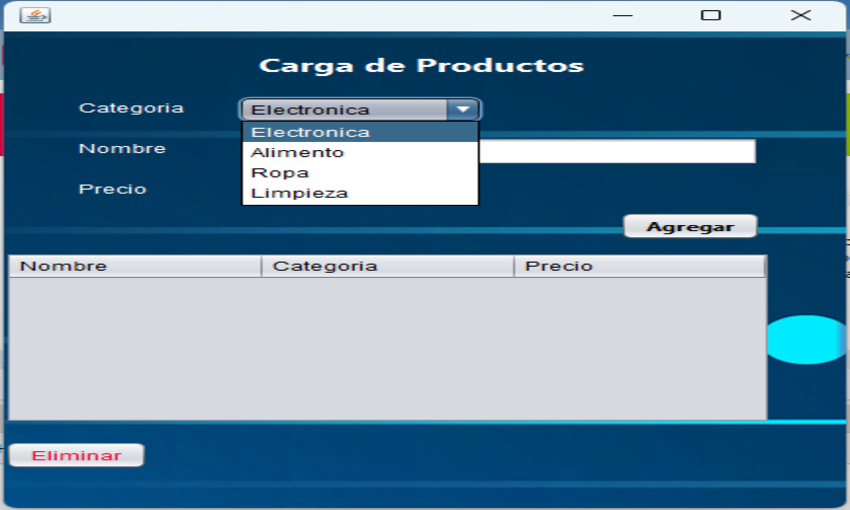 Carga de Productos
Categoria Electronica
Electronica
Nombre Alimento
Ropa
Precio Limpieza
Agregar
Nombre Categoria Precio
Eliminar